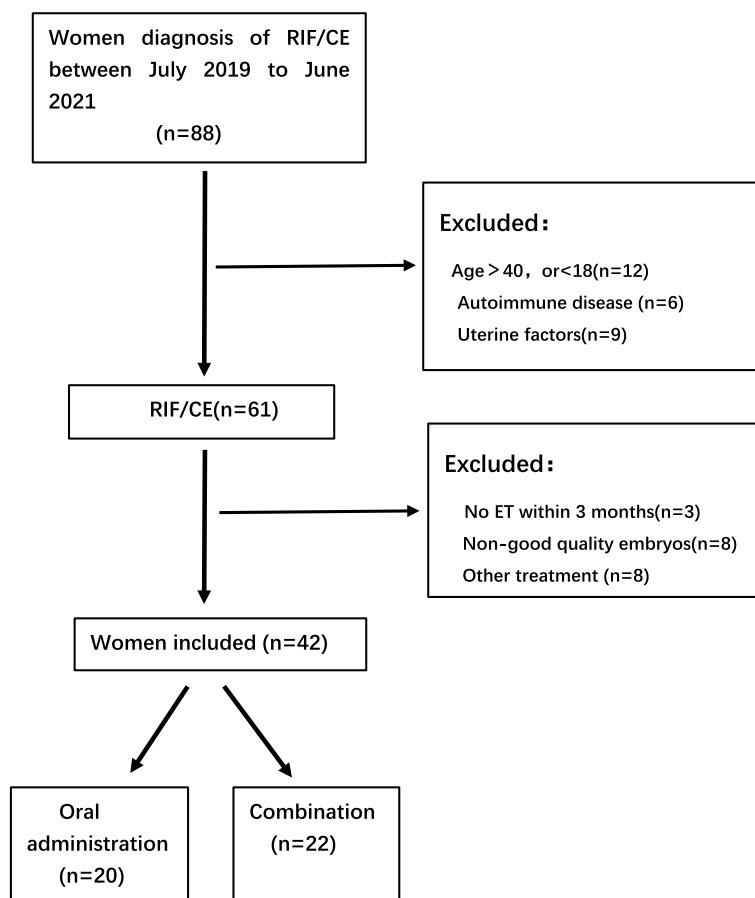 Women diagnosis of RIF/CE
between July 2019 to June
2021
(n=88)
Excluded：
Age＞40，or<18(n=12)
Autoimmune disease (n=6)
Uterine factors(n=9)
RIF/CE(n=61)
Excluded：
No ET within 3 months(n=3)
Non-good quality embryos(n=8)
Other treatment (n=8)
Women included (n=42)
Oral
administration
(n=20)
Combination
(n=22)